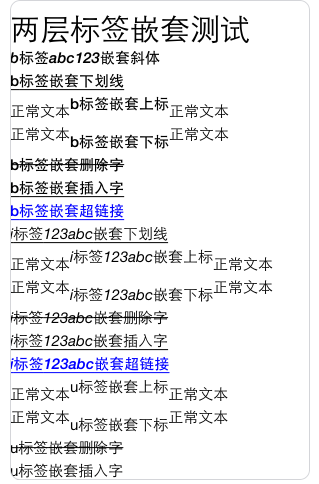 两层标签嵌套测试
b标签abc123嵌套斜体
b标签嵌套下划线
正常文本b标签嵌套上标正常文本
正常文本b标签嵌套下标正常文本
b标签嵌套删除字
b标签嵌套插入字
b标签嵌套超链接
i标签123abc嵌套下划线
正常文本i标签123abc嵌套上标正常文本
正常文本i标签123abc嵌套下标正常文本
i标签123abc嵌套删除字
i标签123abc嵌套插入字
i标签123abc嵌套超链接
正常文本u标签嵌套上标正常文本
正常文本u标签嵌套下标正常文本
u标签嵌套删除字
u标签嵌套插入字